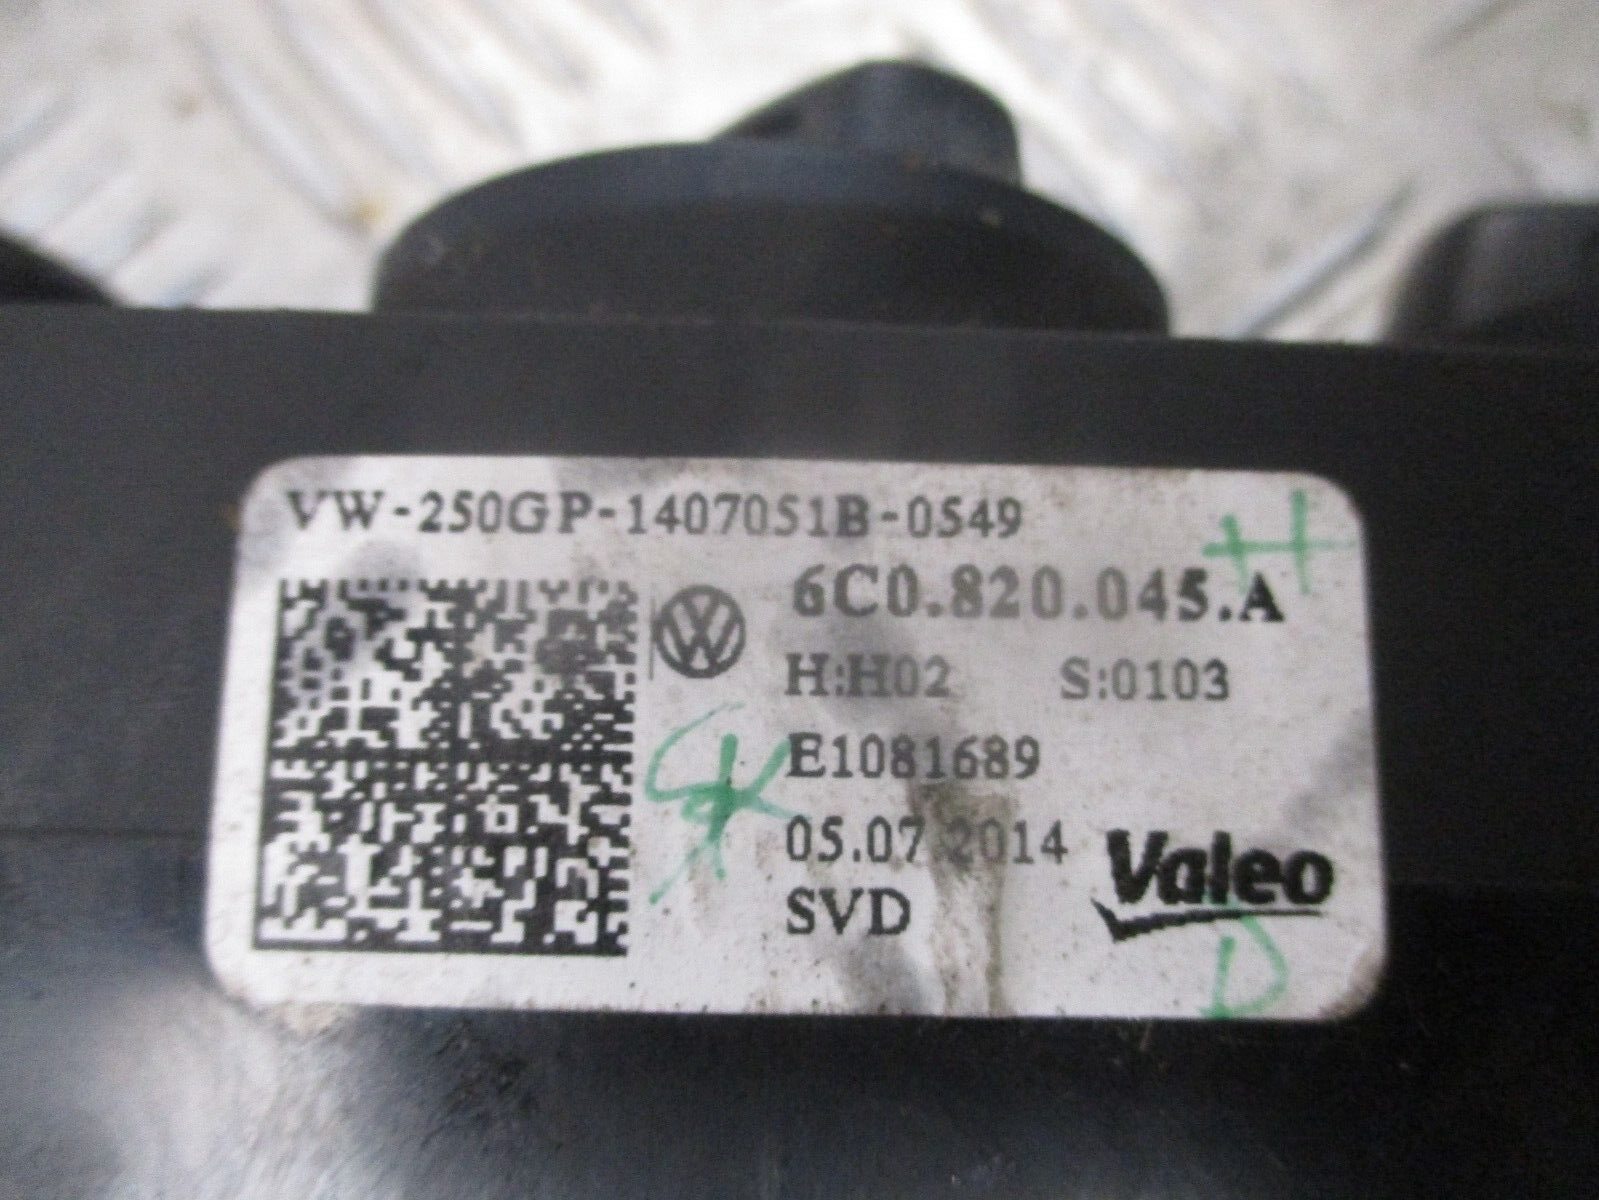 VW-250GP-1407051B-0549
H
6C0.820.045.A
H:H02 S:0103
E1081689
05.07.2014
Valeo
SVD
D